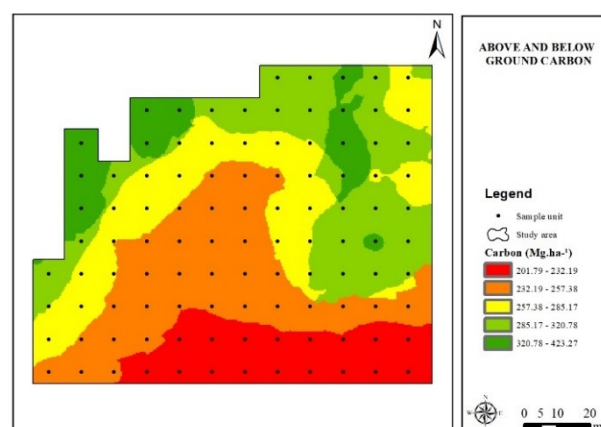 N
ABOVE AND BELOW
GROUND CARBON
Legend
Sample unit
Study area
Carbon (Mg.ha-¹)
201.79 - 232.19
232.19 - 257.38
257.38 - 285.17
285.17 - 320.78
320.78 - 423.27
N
W E
S
0 5 10 20
m